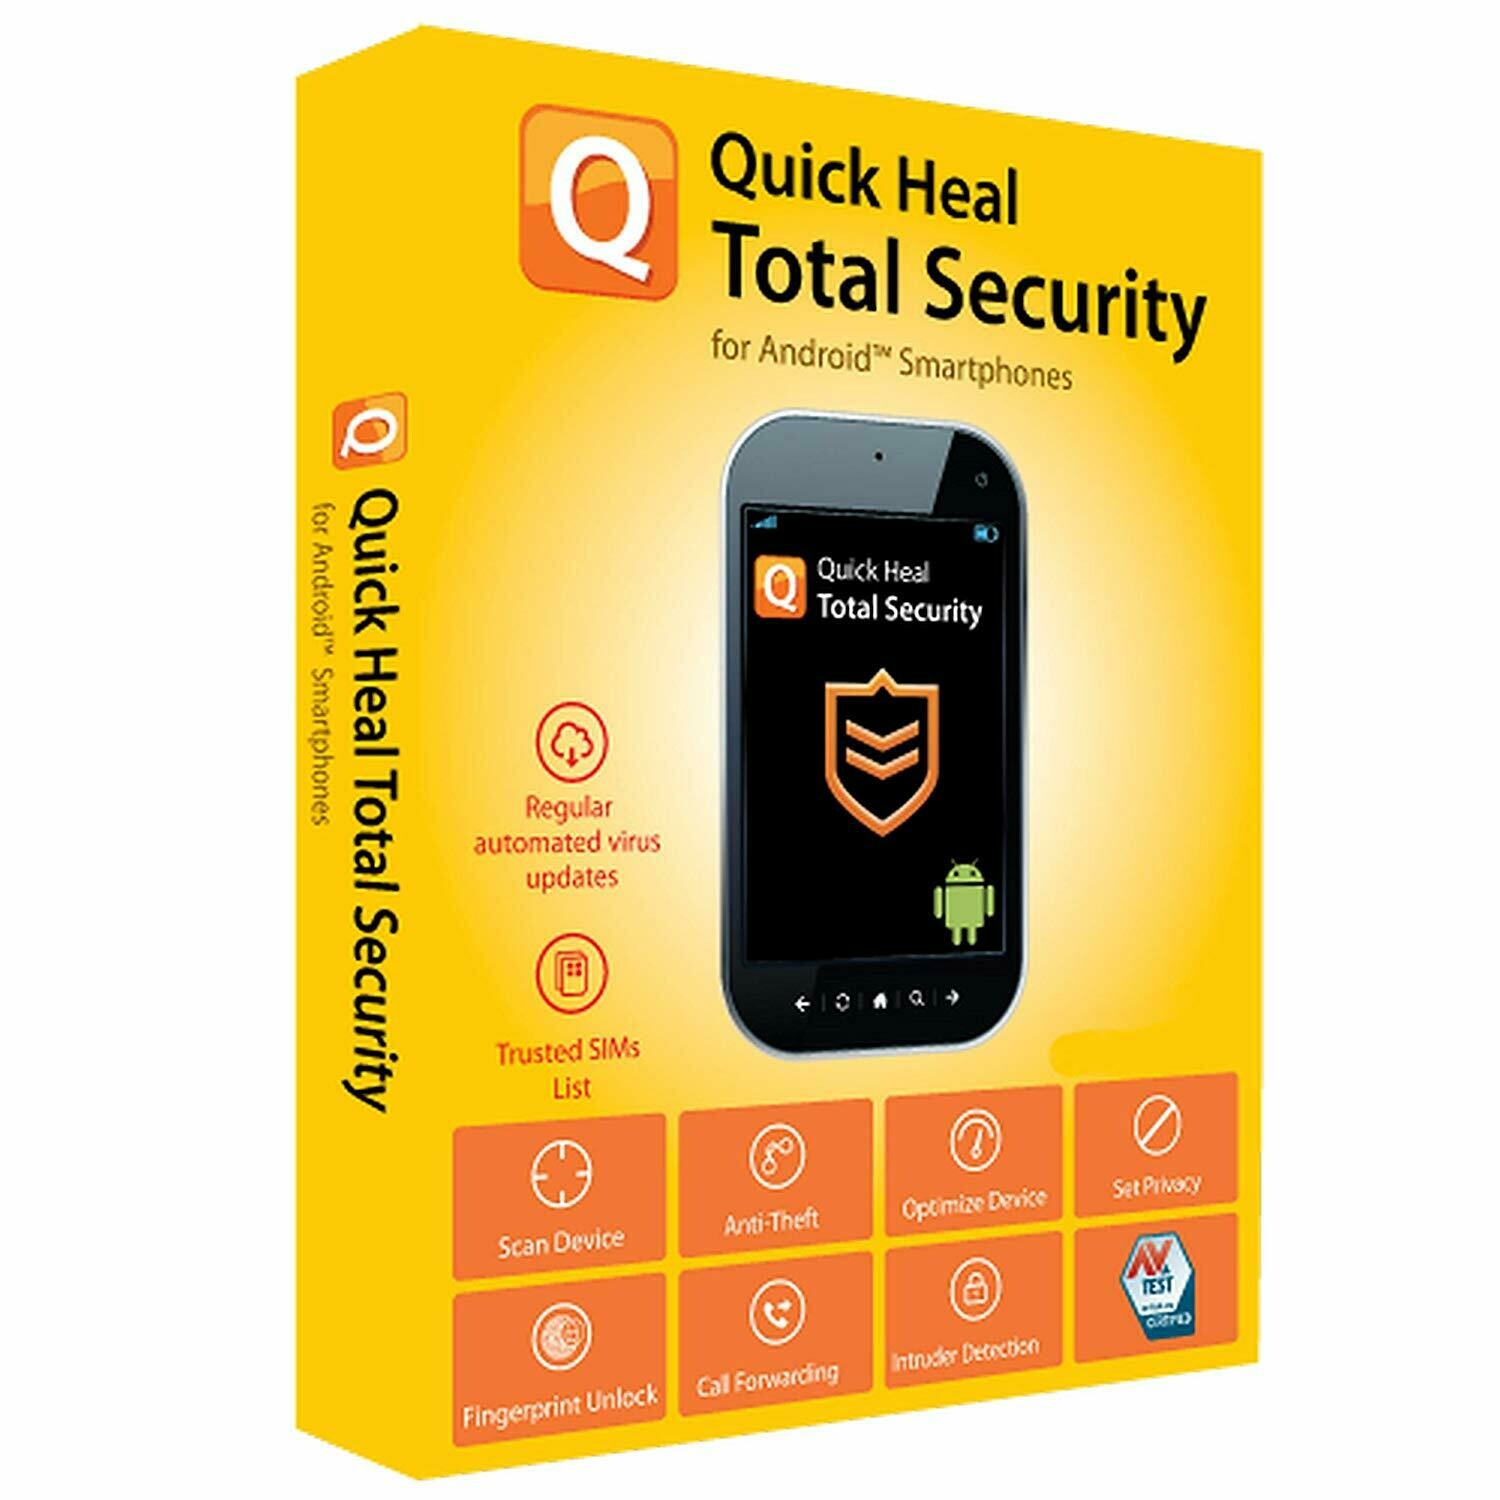 Quick Heal
Total Security
for Android™ Smartphones
Q
Quick Heal Total Security
for Android™ Smartphones
Q
Quick Heal
Total Security
Q
Regular
automated virus
updates
Trusted SIMs
List
Scan Device
Anti-Theft
Optimize Device
Set Privacy
Fingerprint Unlock
Call Forwarding
Intruder Detection
AV
TEST
CERTIFIED